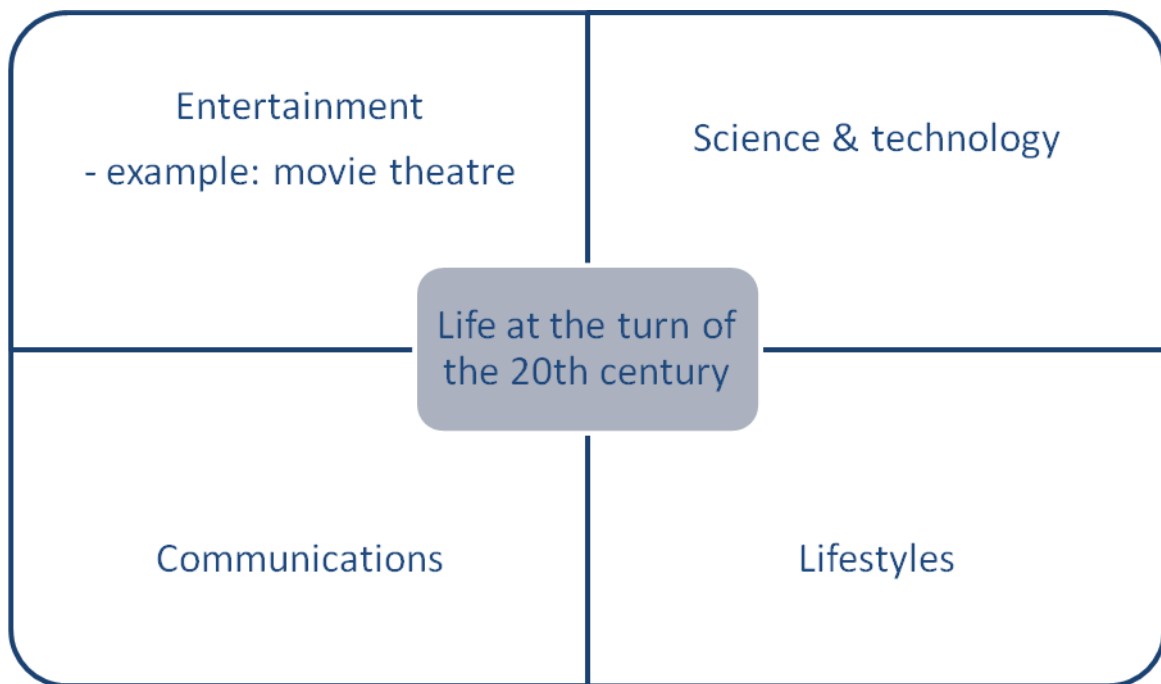 Entertainment
- example: movie theatre
Science & technology
Life at the turn of
the 20th century
Communications
Lifestyles